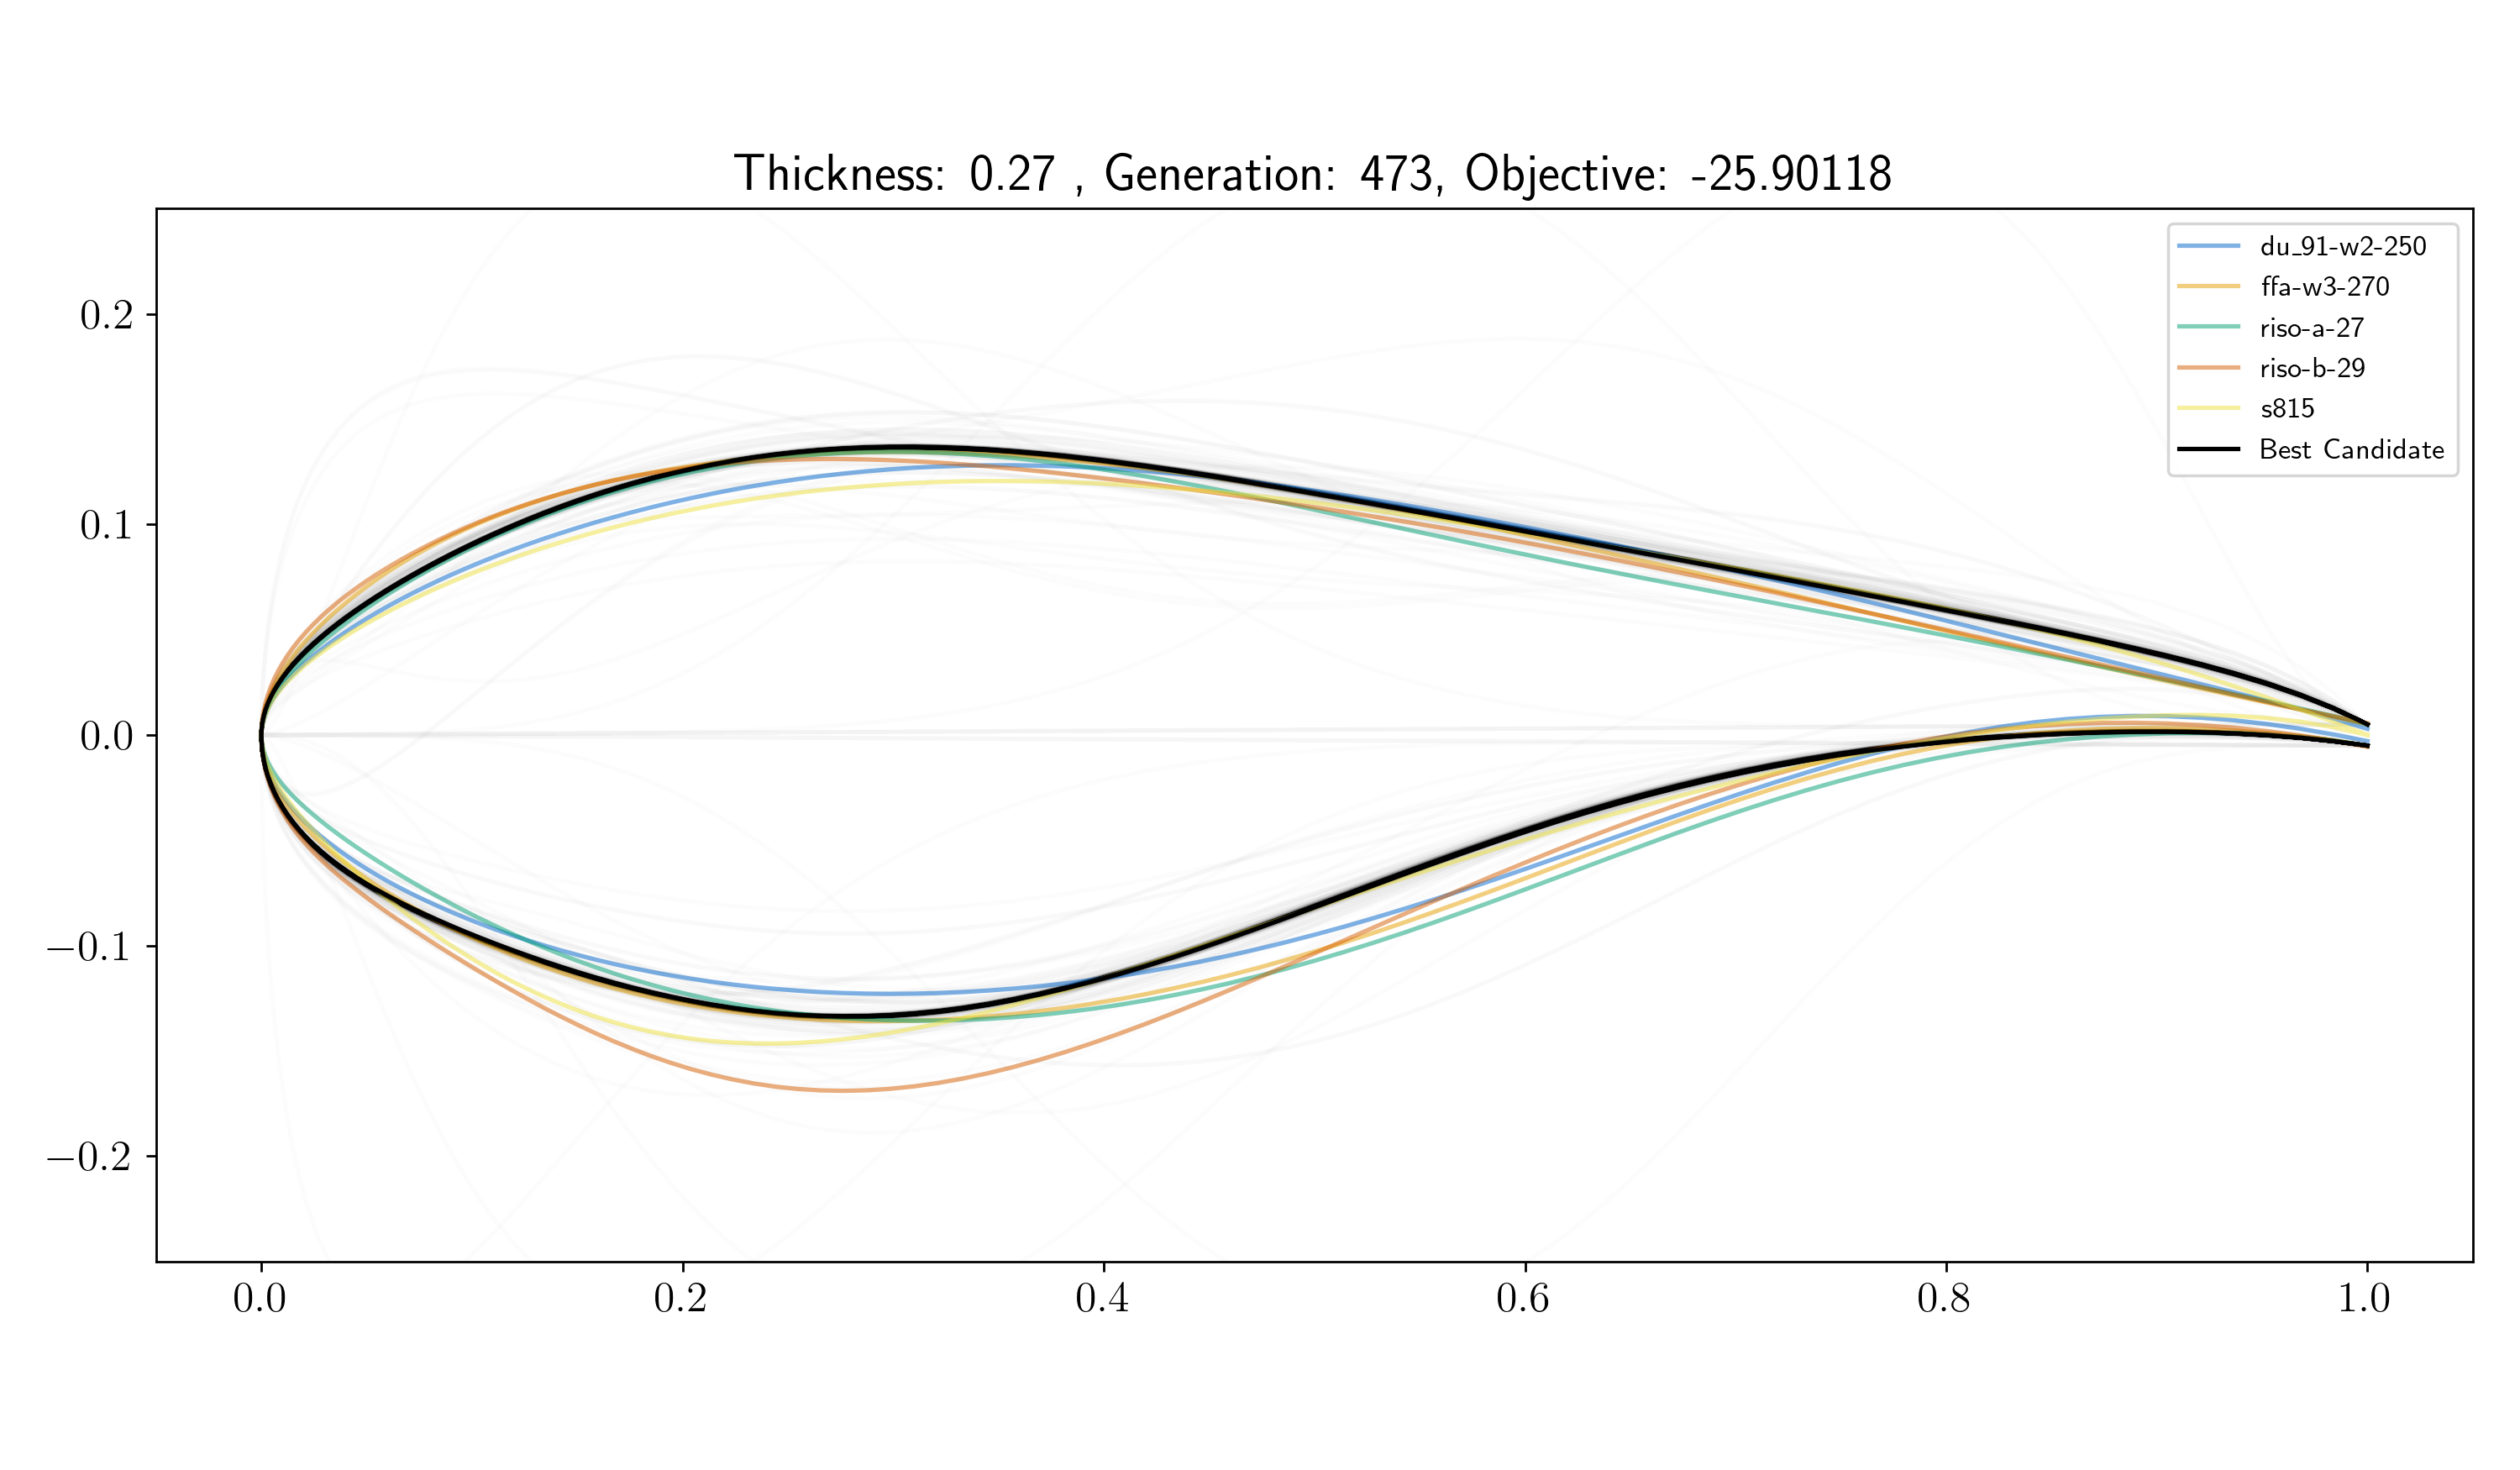 Thickness: 0.27 , Generation: 473, Objective: -25.90118
du_91-w2-250
ffa-w3-270
riso-a-27
riso-b-29
s815
Best Candidate
0.2
0.1
0.0
−0.1
−0.2
0.0 0.2 0.4 0.6 0.8 1.0